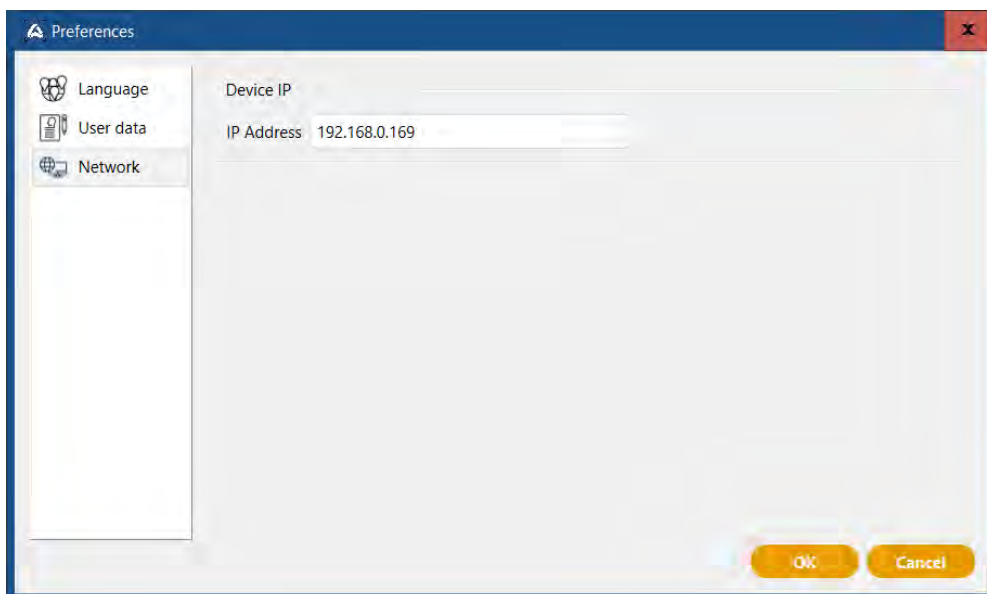 Preferences
x
Language
User data
Network
Device IP
IP Address 192.168.0.169
OK Cancel